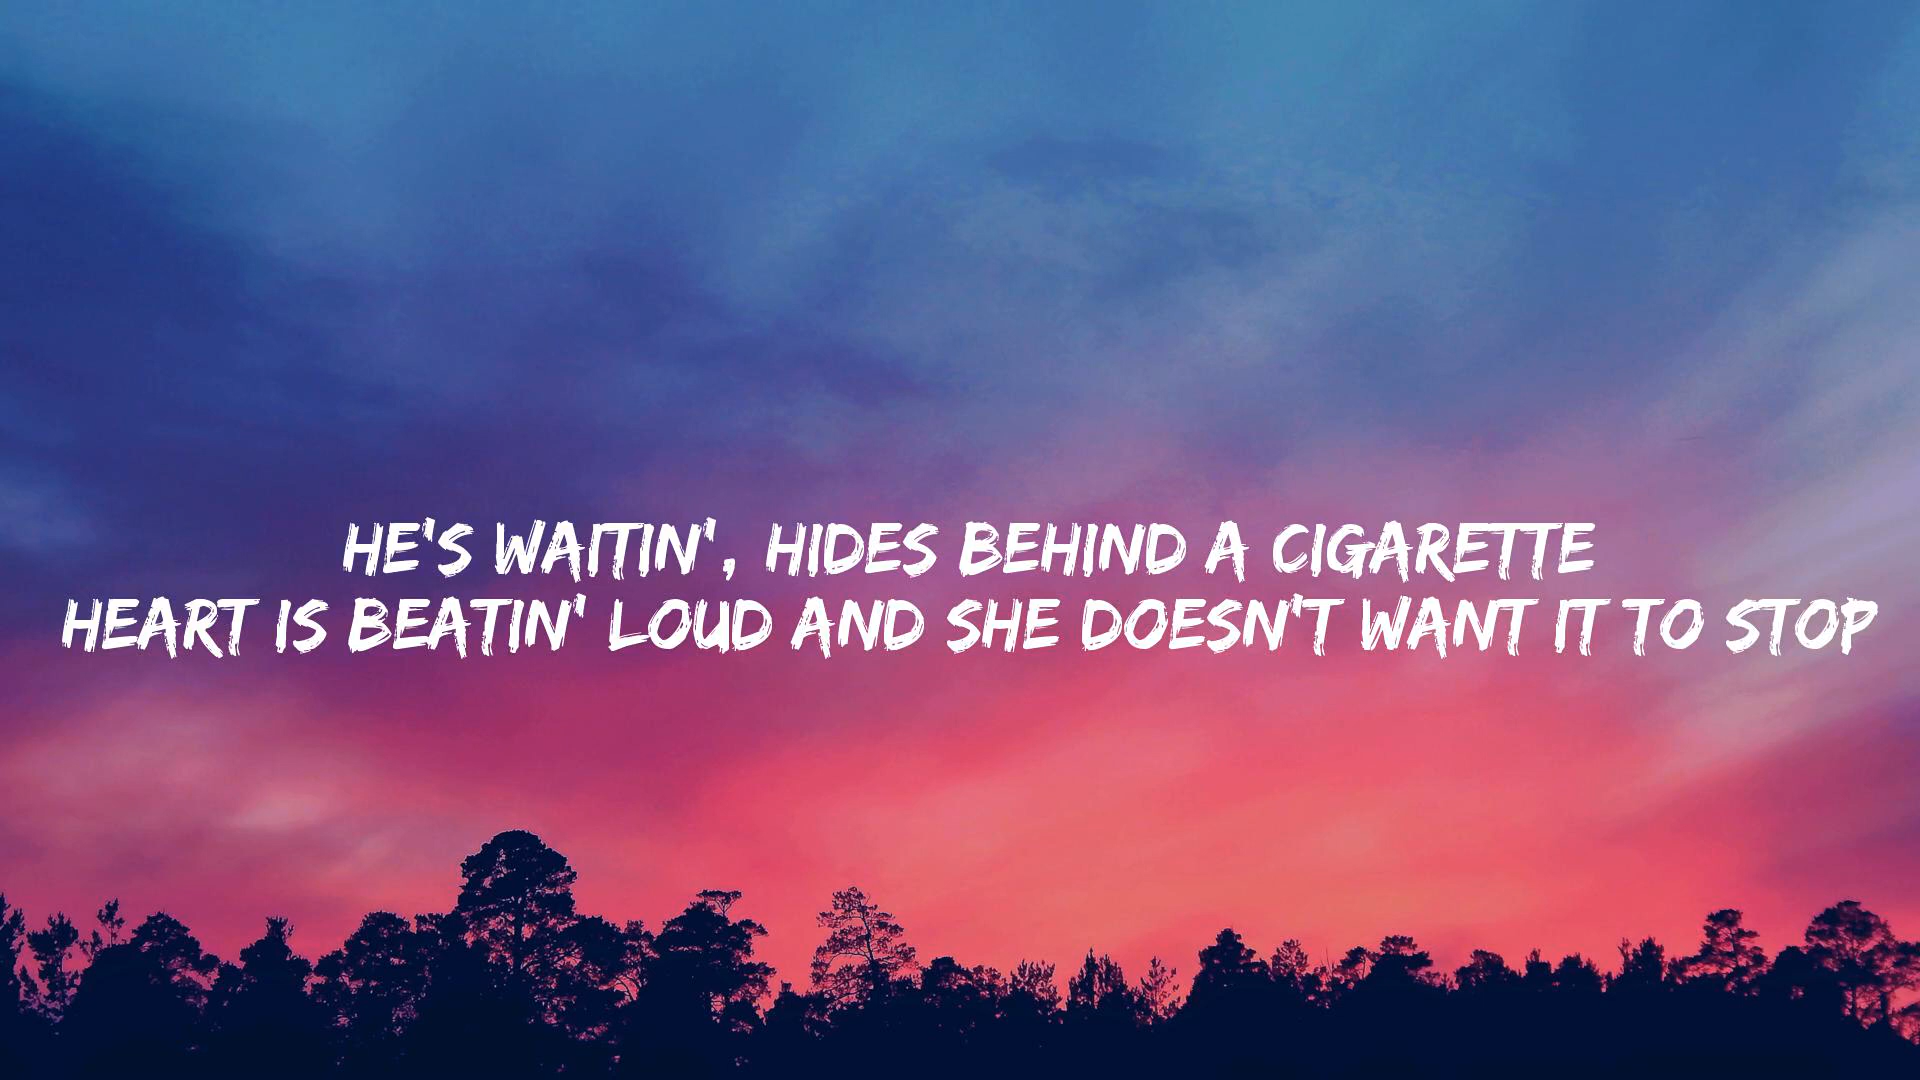 HE'S WAITIN', HIDES BEHIND A CIGARETTE
HEART IS BEATIN' LOUD AND SHE DOESN'T WANT IT TO STOP